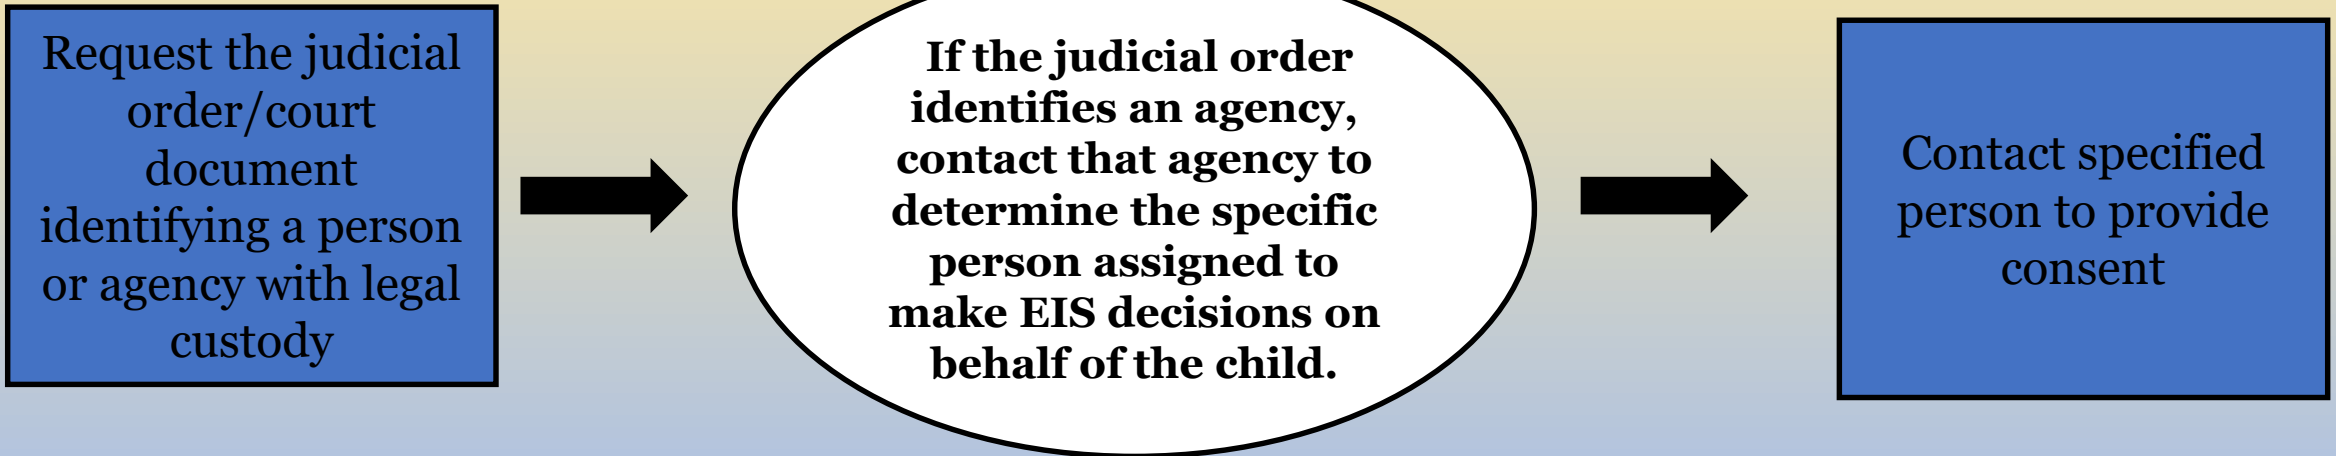 Request the judicial
order/court
document
identifying a person
or agency with legal
custody
If the judicial order
identifies an agency,
contact that agency to
determine the specific
person assigned to
make EIS decisions on
behalf of the child.
Contact specified
person to provide
consent